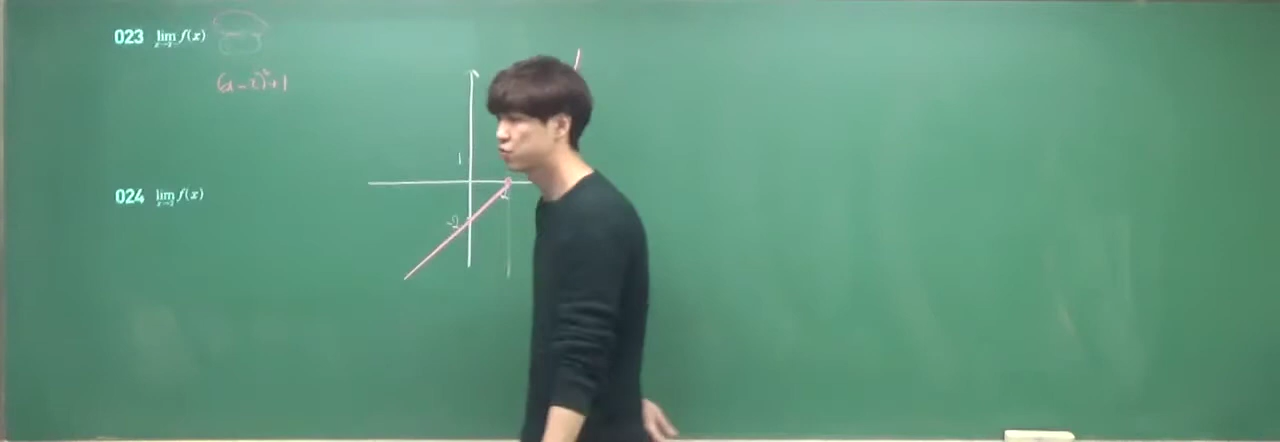 023 lim f(x)
(x-2)²+1
1
024 lim f(x)
-2